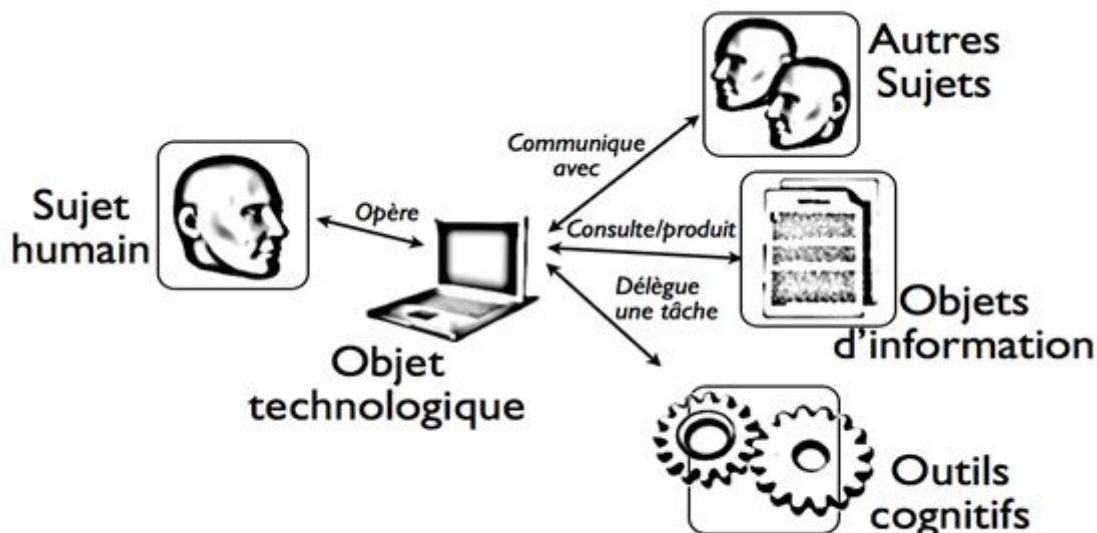 Autres
Sujets
Communique
avec
Sujet
humain
Opère
Consulte/produit
Délègue
une tâche
Objets
d'information
Objet
technologique
Outils
cognitifs